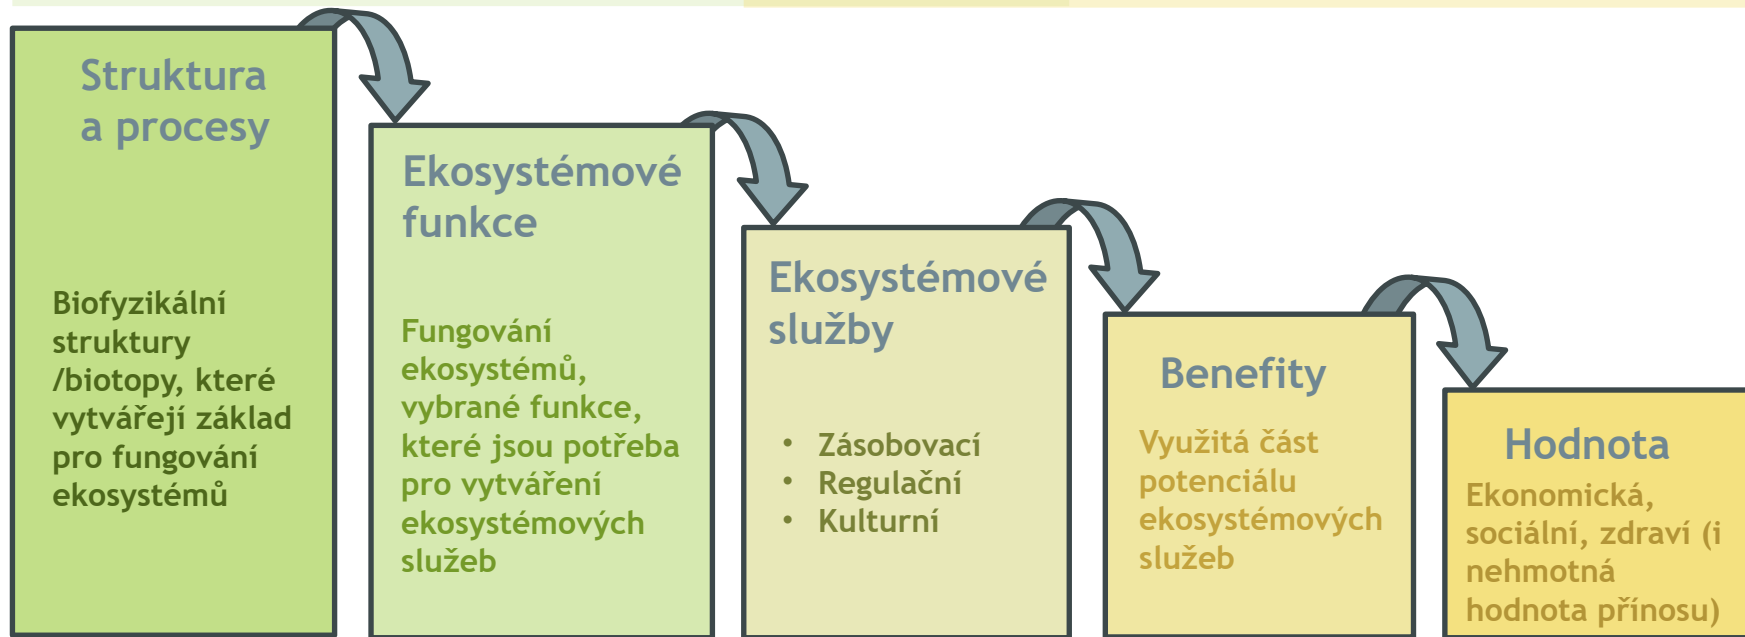 Struktura
a procesy
Biofyzikální
struktury
/biotopy, které
vytvářejí základ
pro fungování
ekosystémů
Ekosystémové
funkce
Fungování
ekosystémů,
vybrané funkce,
které jsou potřeba
pro vytváření
ekosystémových
služeb
Ekosystémové
služby
• Zásobovací
• Regulační
• Kulturní
Benefity
Využitá část
potenciálu
ekosystémových
služeb
Hodnota
Ekonomická,
sociální, zdraví (i
nehmotná
hodnota přínosu)